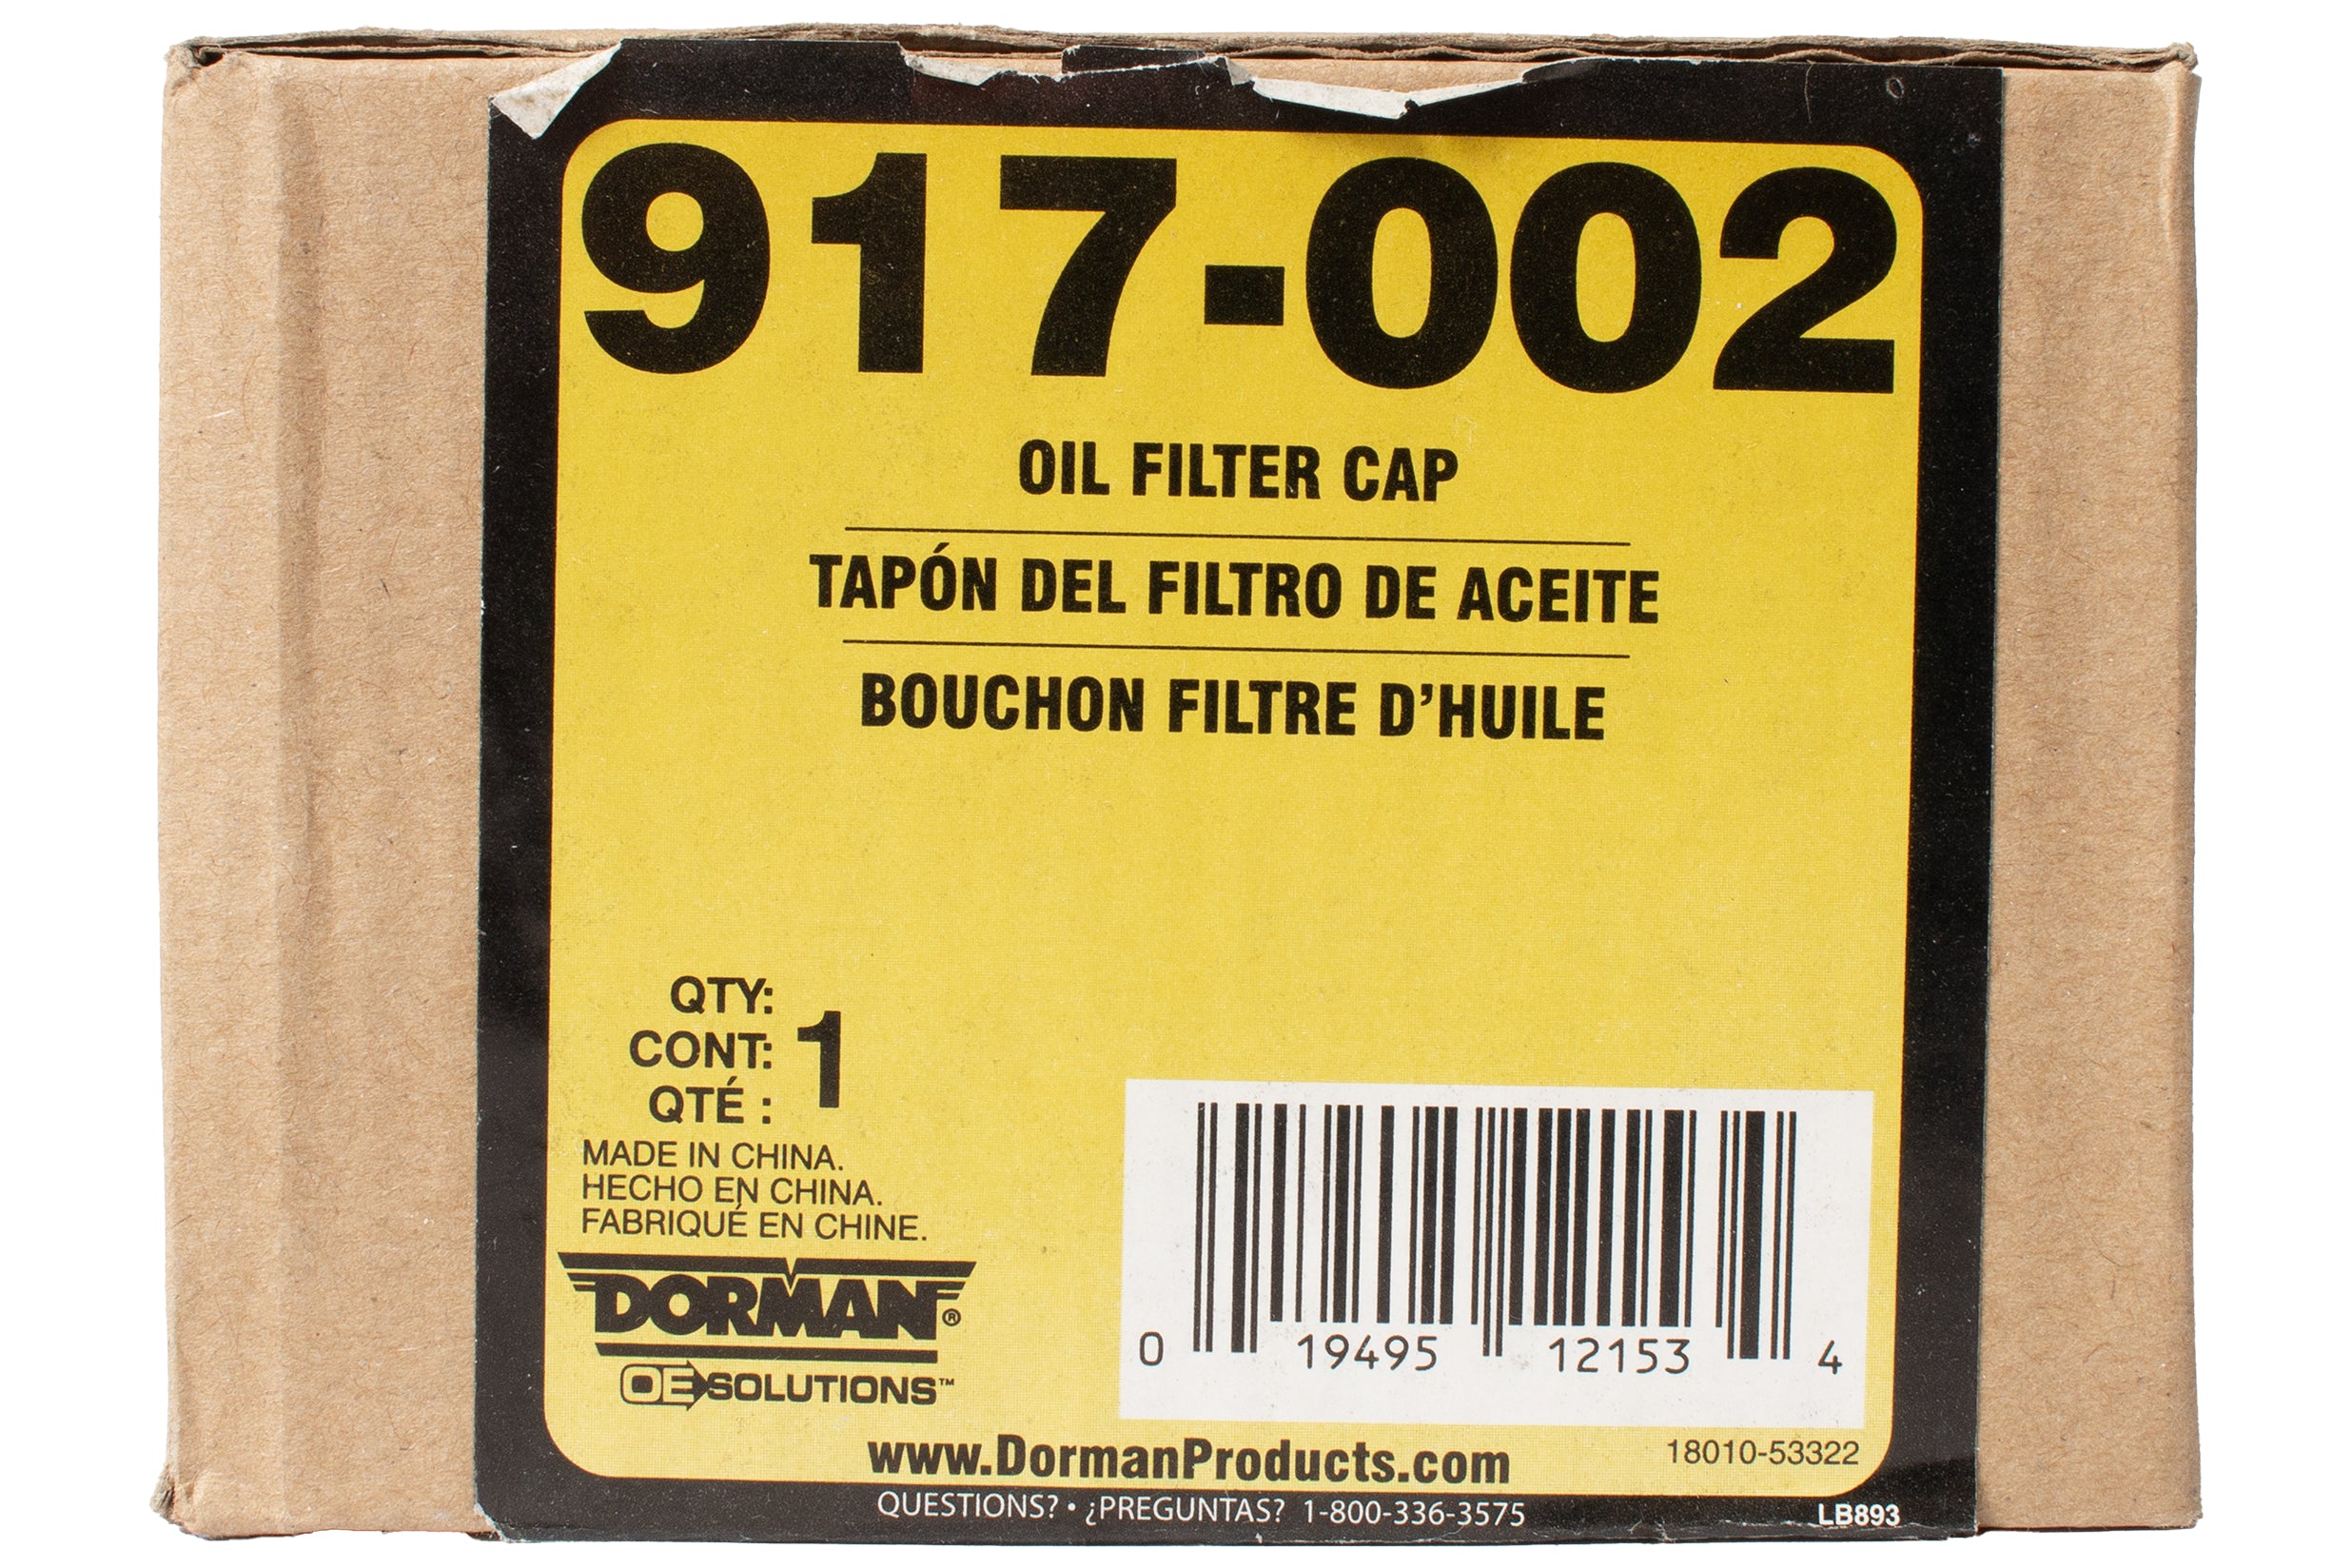 917-002
OIL FILTER CAP
TAPÓN DEL FILTRO DE ACEITE
BOUCHON FILTRE D'HUILE
QTY:
CONT: 1
QTÉ :
MADE IN CHINA.
HECHO EN CHINA.
FABRIQUÉ EN CHINE.
DORMAN®
OE SOLUTIONS™
0 19495 12153 4
www.DormanProducts.com
18010-53322
QUESTIONS? • ¿PREGUNTAS? 1-800-336-3575
LB893